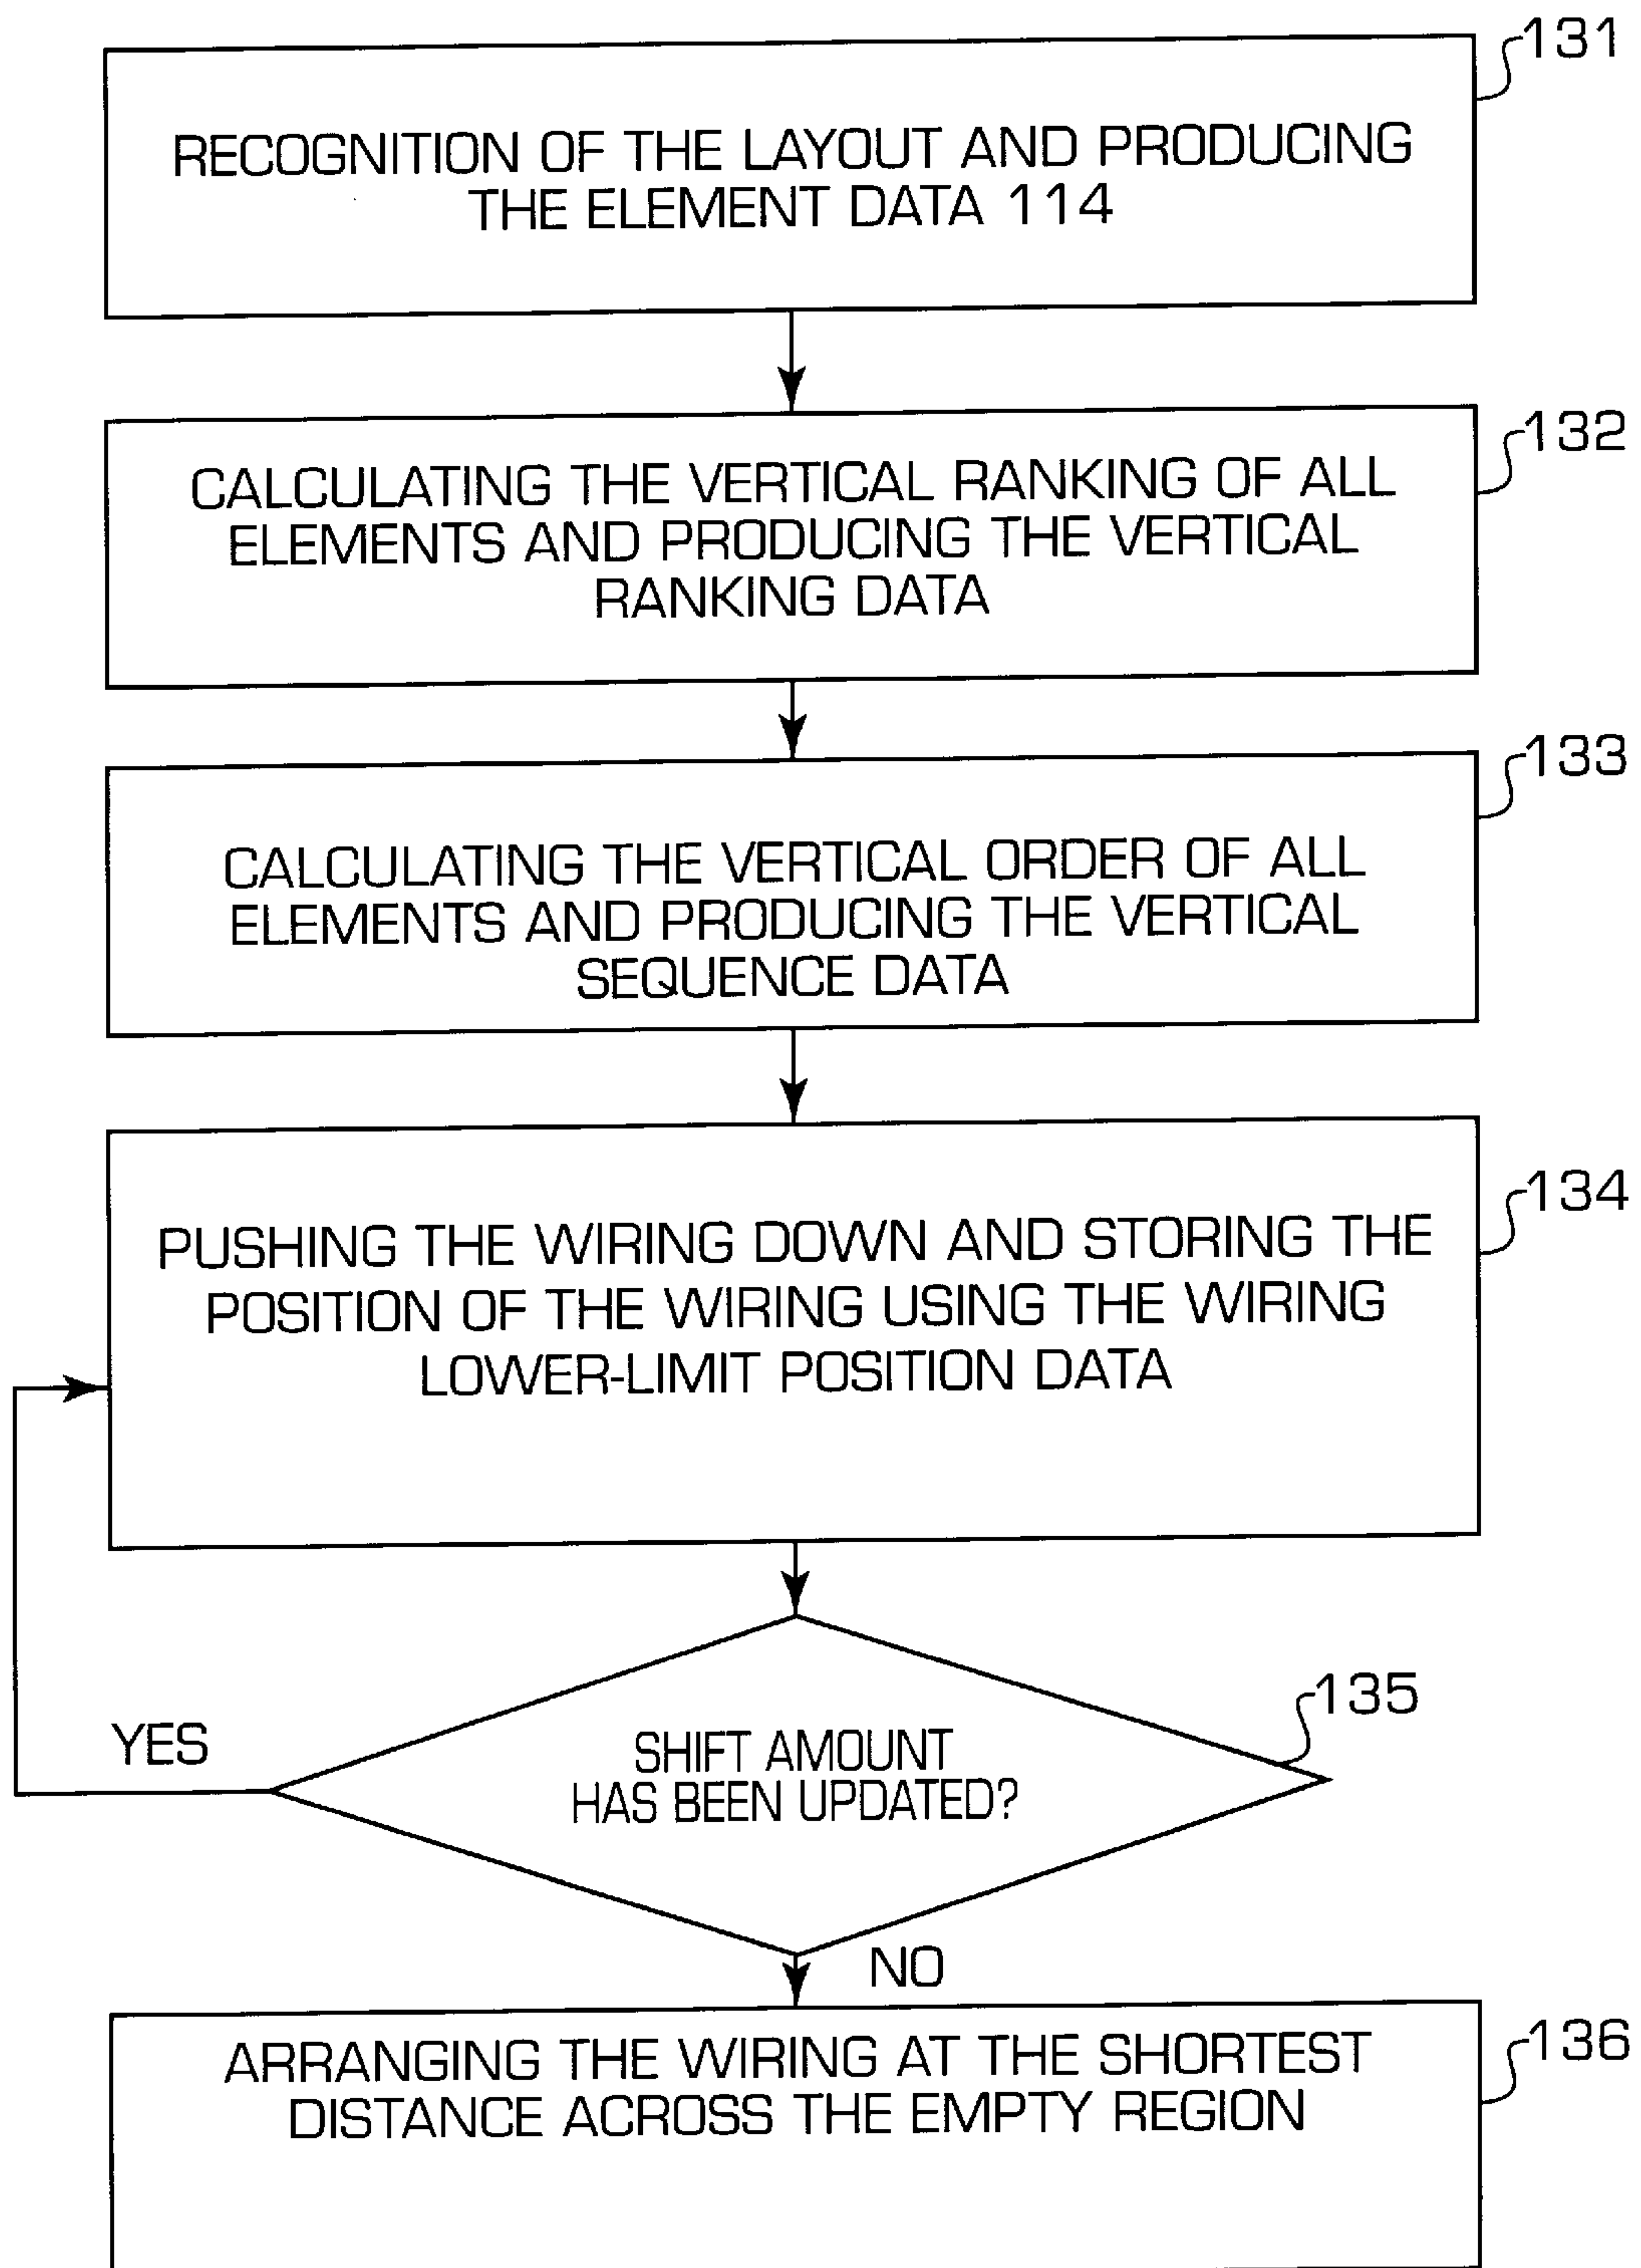 131
RECOGNITION OF THE LAYOUT AND PRODUCING
THE ELEMENT DATA 114
132
CALCULATING THE VERTICAL RANKING OF ALL
ELEMENTS AND PRODUCING THE VERTICAL
RANKING DATA
133
CALCULATING THE VERTICAL ORDER OF ALL
ELEMENTS AND PRODUCING THE VERTICAL
SEQUENCE DATA
134
PUSHING THE WIRING DOWN AND STORING THE
POSITION OF THE WIRING USING THE WIRING
LOWER-LIMIT POSITION DATA
135
YES
SHIFT AMOUNT
HAS BEEN UPDATED?
NO
136
ARRANGING THE WIRING AT THE SHORTEST
DISTANCE ACROSS THE EMPTY REGION